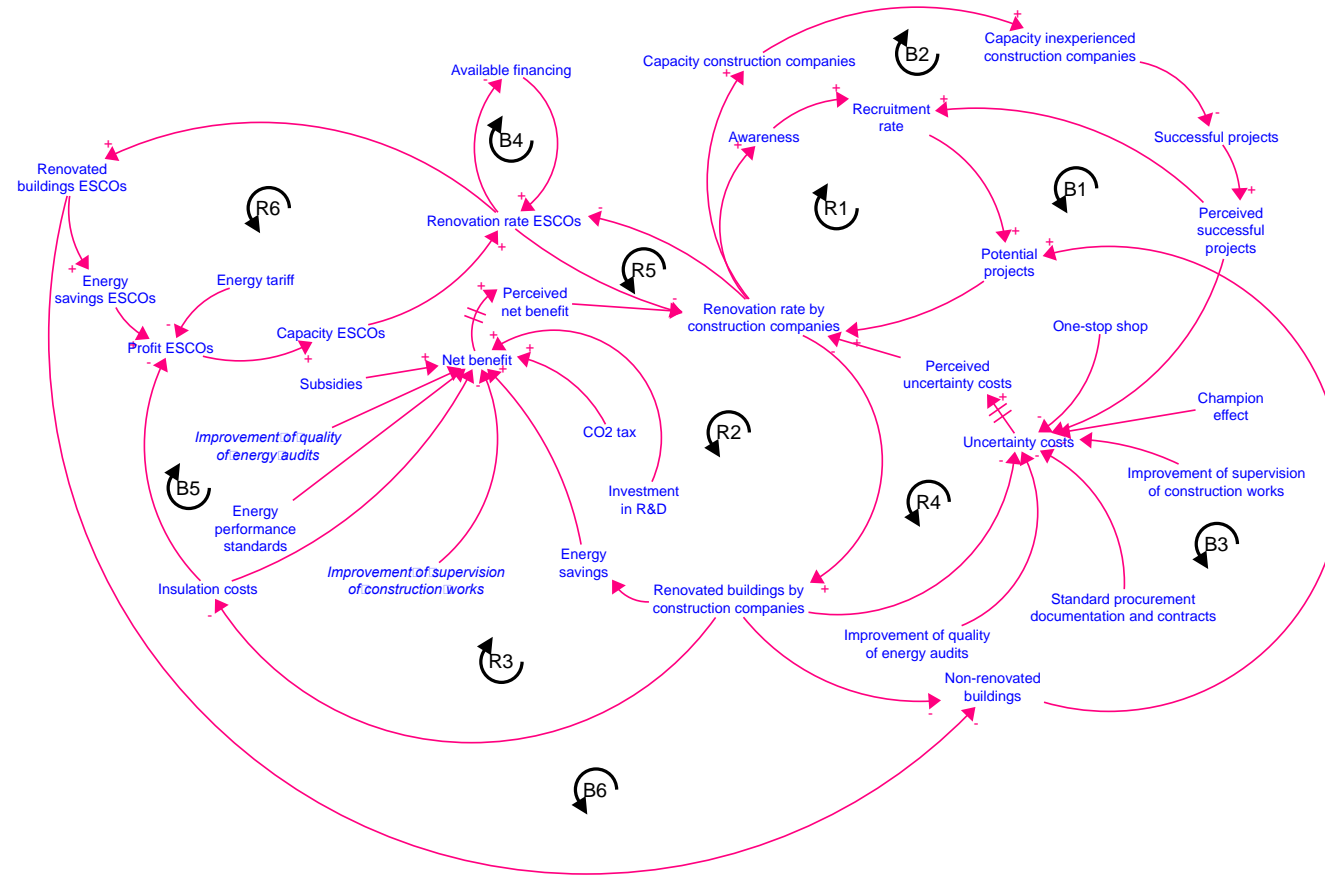 Capacity inexperienced
construction companies
Capacity construction companies
B2
Available financing
Recruitment
rate
Awareness
Successful projects
B4
Renovated
buildings ESCOs
R6
Renovation rate ESCOs
R1
B1
Perceived
successful
projects
Potential
projects
R5
Energy
savings ESCOs
Energy tariff
Perceived
net benefit
Renovation rate by
construction companies
One-stop shop
Profit ESCOs
Capacity ESCOs
Net benefit
Subsidies
Perceived
uncertainty costs
Champion
effect
CO2 tax
R2
Improvement of quality
of energy audits
Uncertainty costs
Improvement of supervision
of construction works
B5
Investment
in R&D
R4
Energy
performance
standards
B3
Energy
savings
Improvement of supervision
of construction works
Insulation costs
Renovated buildings by
construction companies
Standard procurement
documentation and contracts
Improvement of quality
of energy audits
R3
Non-renovated
buildings
B6